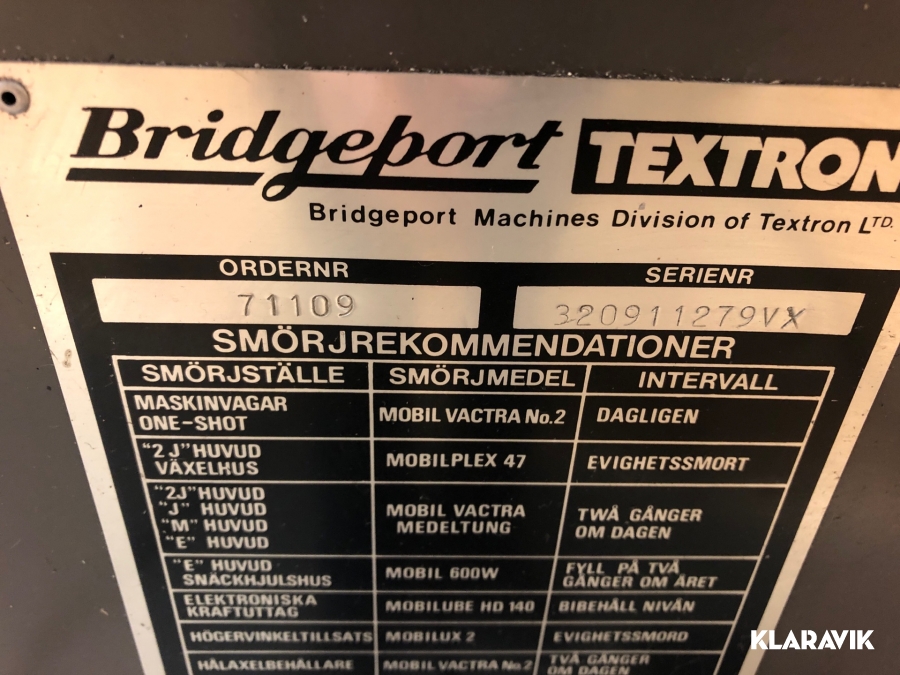 Bridgeport TEXTRON
Bridgeport Machines Division of Textron LTD.
ORDERNR SERIENR
71109 320911279VX
SMÖRJREKOMMENDATIONER
SMÖRJSTÄLLE SMÖRJMEDEL INTERVALL
MASKINVAGAR
ONE-SHOT MOBIL VACTRA No.2 DAGLIGEN
"2 J" HUVUD
VÄXELHUS MOBILPLEX 47 EVIGHETSSMORT
"2J" HUVUD
"J" HUVUD
"M" HUVUD
"E" HUVUD
MOBIL VACTRA
MEDELTUNG
TWÅ GÅNGER
OM DAGEN
"E" HUVUD
SNÄCKHJULSHUS
MOBIL 600W
FYLL PÅ TVÅ
GÅNGER OM ÅRET
ELEKTRONISKA
KRAFTUTTAG
MOBILUBE HD 140 BIBEHÅLL NIVÅN
HÖGERVINKELTILLSATS MOBILUX 2 EVIGHETSSMORD
HÅLAXELBEHÅLLARE MOBIL VACTRA No.2
TVÅ GÅNGER
OM DAGEN
KLARAVIK